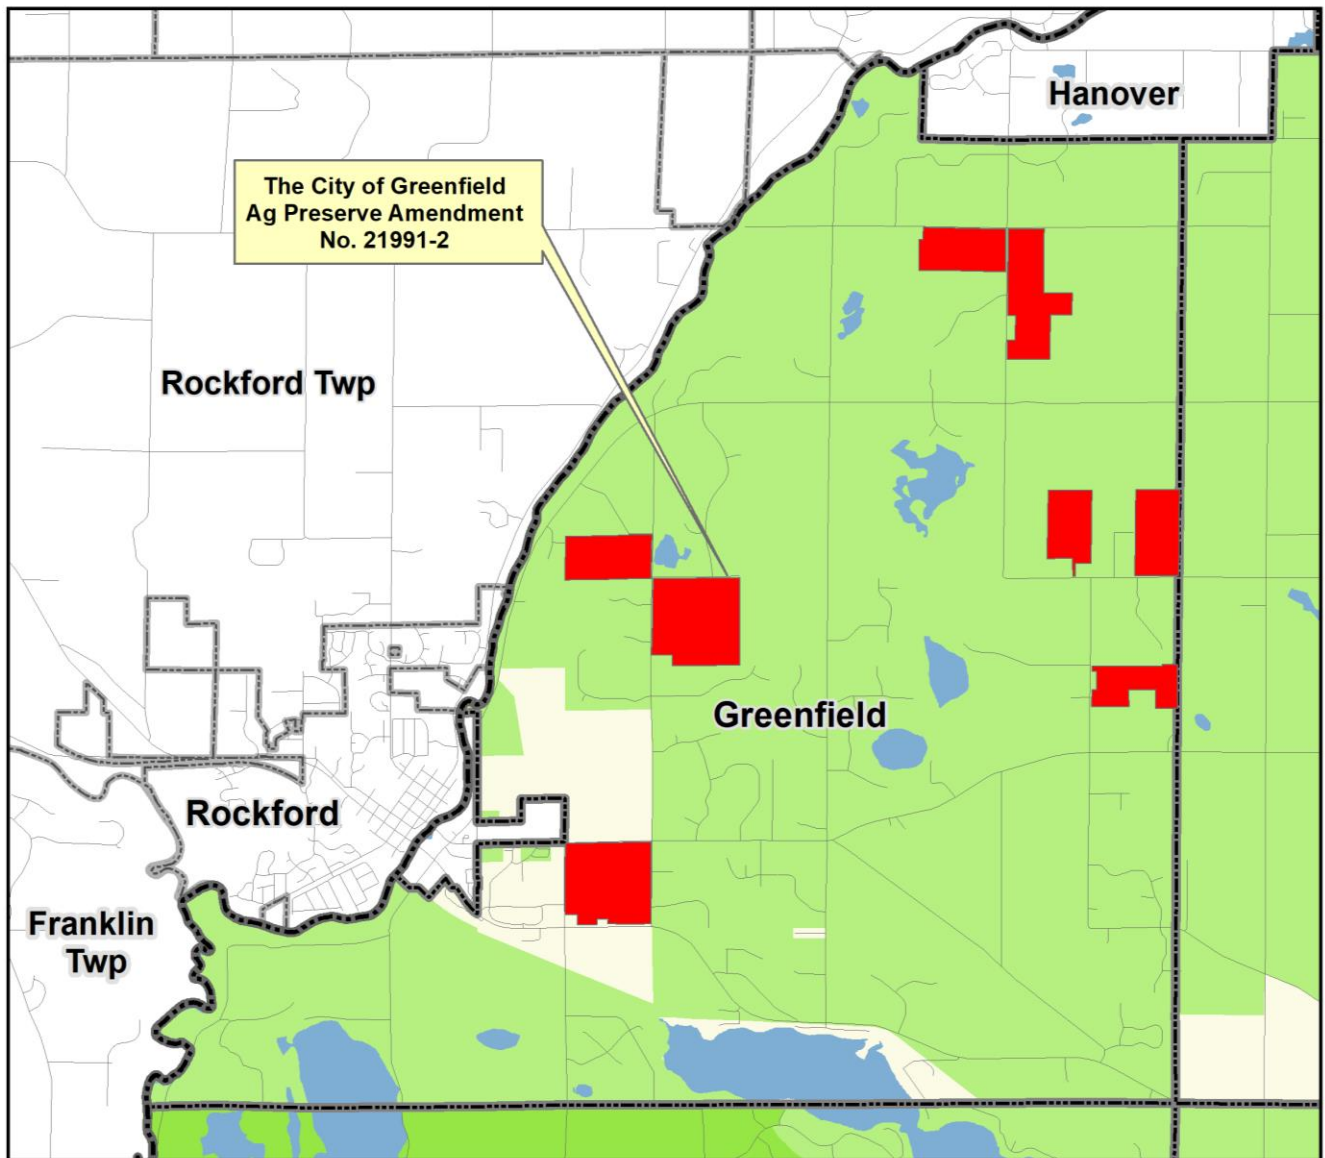 Hanover
The City of Greenfield
Ag Preserve Amendment
No. 21991-2
Rockford Twp
Greenfield
Rockford
Franklin
Twp